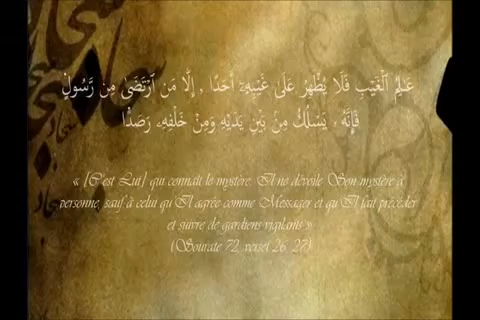 عَـٰلِمُ ٱلْغَيْبِ فَلَا يُظْهِرُ عَلَىٰ غَيْبِهِۦٓ أَحَدًا ، إِلَّا مَنِ ٱرْتَضَىٰ مِن رَّسُولٍ
فَإِنَّهُۥ يَسْلُكُ مِنۢ بَيْنِ يَدَيْهِ وَمِنْ خَلْفِهِۦ رَصَدًا
« [C'est Lui] qui connaît le mystère. Il ne dévoile Son mystère à
personne, sauf à celui qu'Il agrée comme Messager et qu'Il fait précéder
et suivre de gardiens vigilants »
(Sourate 72, verset 26-27)